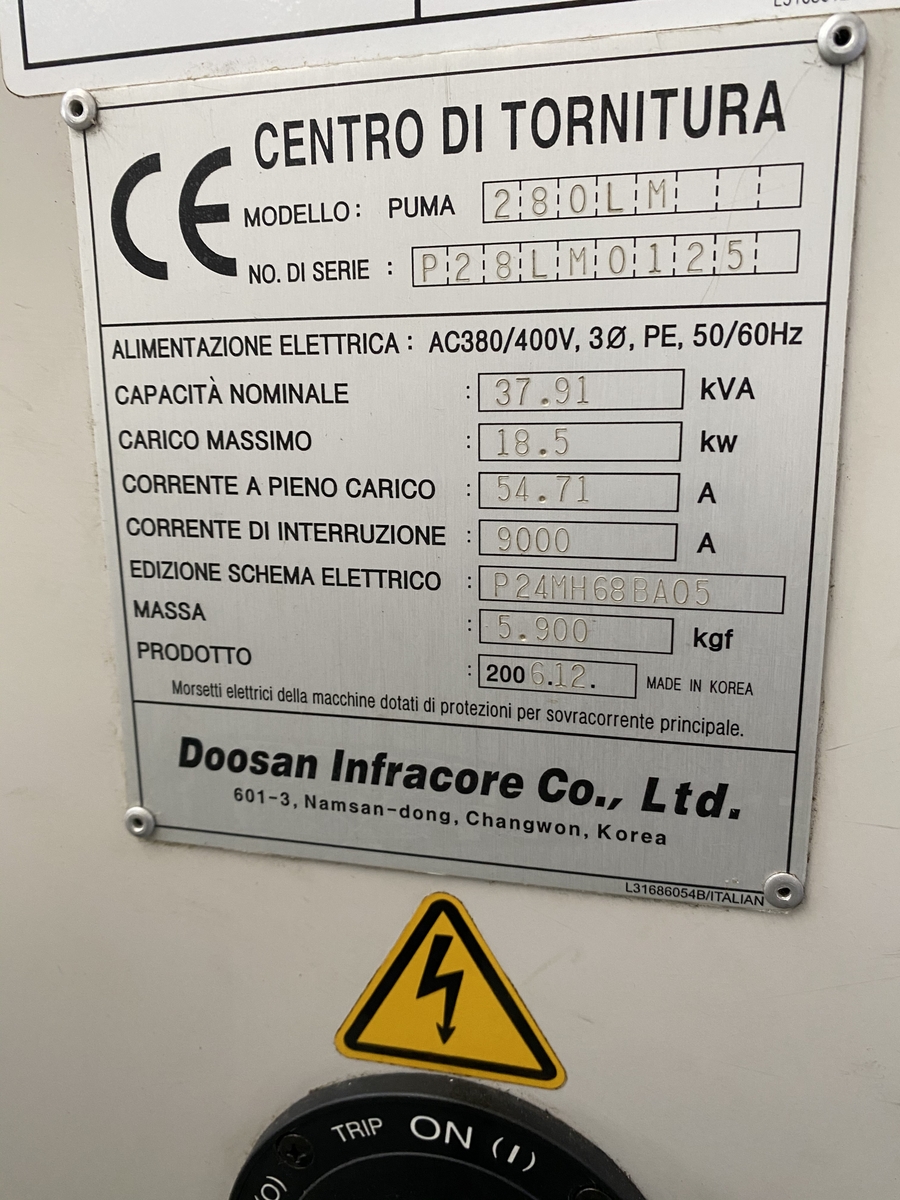 CE
CENTRO DI TORNITURA
MODELLO: PUMA 280LM
NO. DI SERIE : P28LM0125
ALIMENTAZIONE ELETTRICA : AC380/400V, 3Ø, PE, 50/60Hz
CAPACITÀ NOMINALE : 37.91 kVA
CARICO MASSIMO : 18.5 kw
CORRENTE A PIENO CARICO : 54.71 A
CORRENTE DI INTERRUZIONE : 9000 A
EDIZIONE SCHEMA ELETTRICO : P24MH68BA05
MASSA : 5.900 kgf
PRODOTTO : 2006.12. MADE IN KOREA
Morsetti elettrici della macchine dotati di protezioni per sovracorrente principale.
Doosan Infracore Co., Ltd.
601-3, Namsan-dong, Changwon, Korea
L31686054B/ITALIAN
TRIP ON (I)
(O)